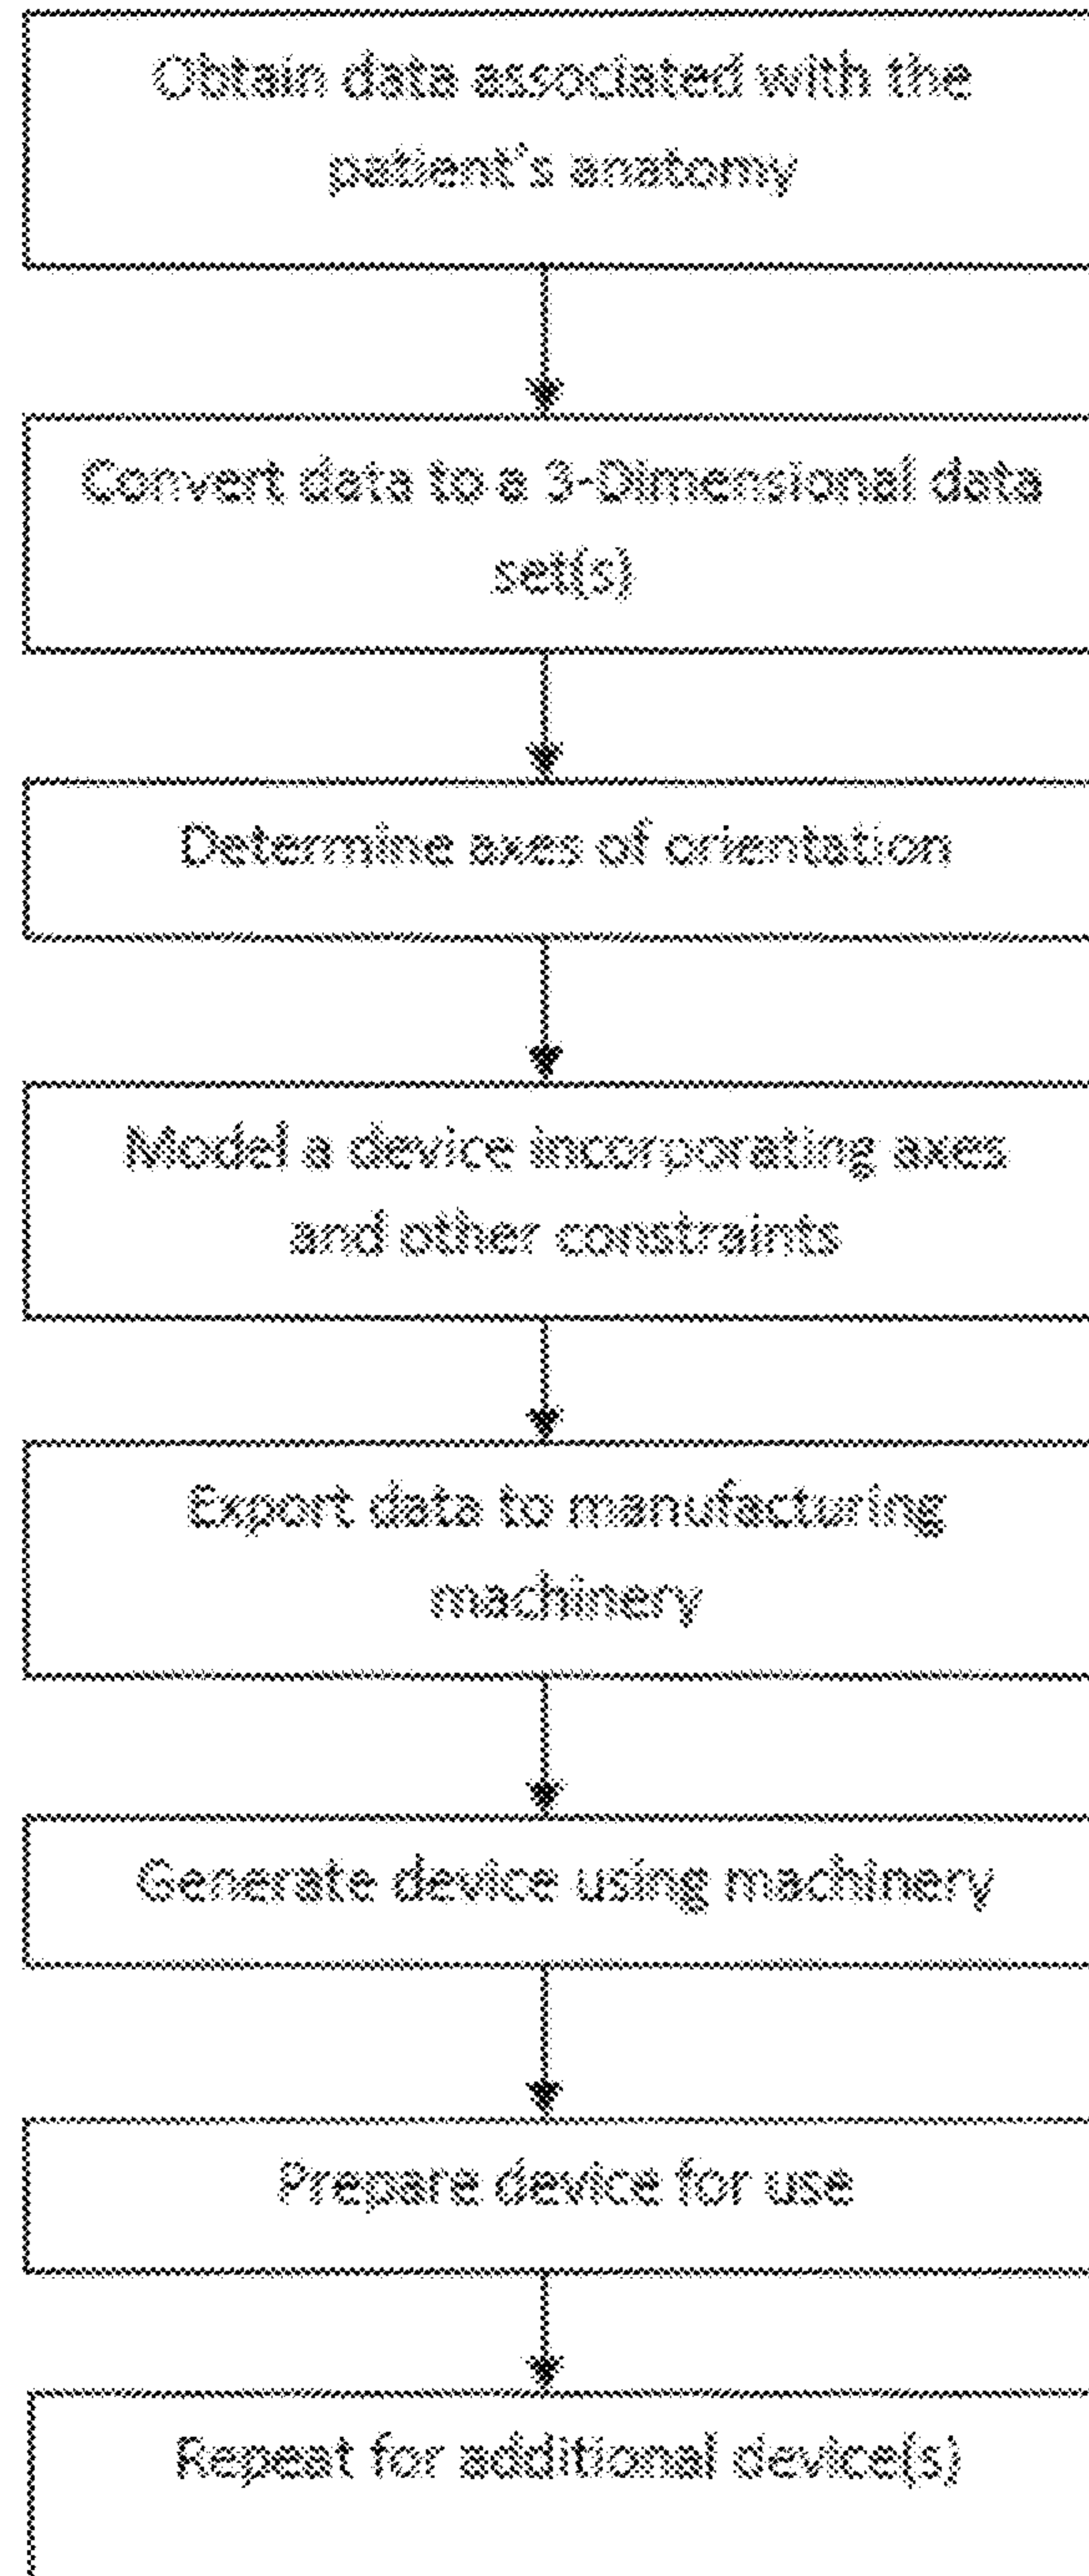 Obtain data associated with the
patient's anatomy
Convert data to a 3-Dimensional data
set(s)
Determine axes of orientation
Model a device incorporating axes
and other constraints
Export data to manufacturing
machinery
Generate device using machinery
Prepare device for use
Repeat for additional device(s)